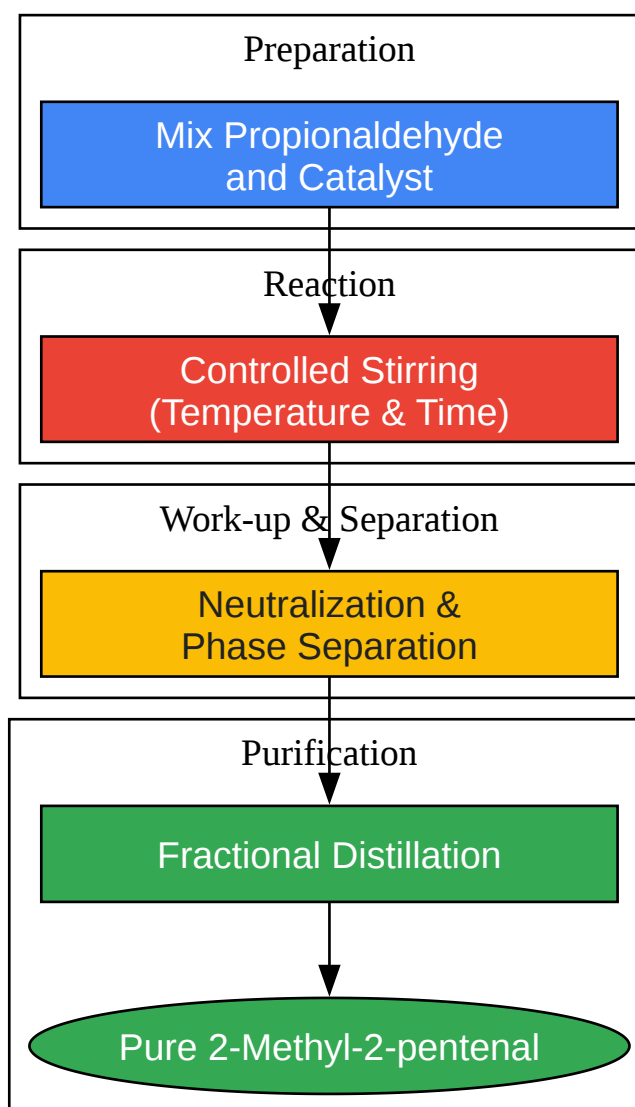 Preparation
Mix Propionaldehyde
and Catalyst
Reaction
Controlled Stirring
(Temperature & Time)
Work-up & Separation
Neutralization &
Phase Separation
Purification
Fractional Distillation
Pure 2-Methyl-2-pentenal